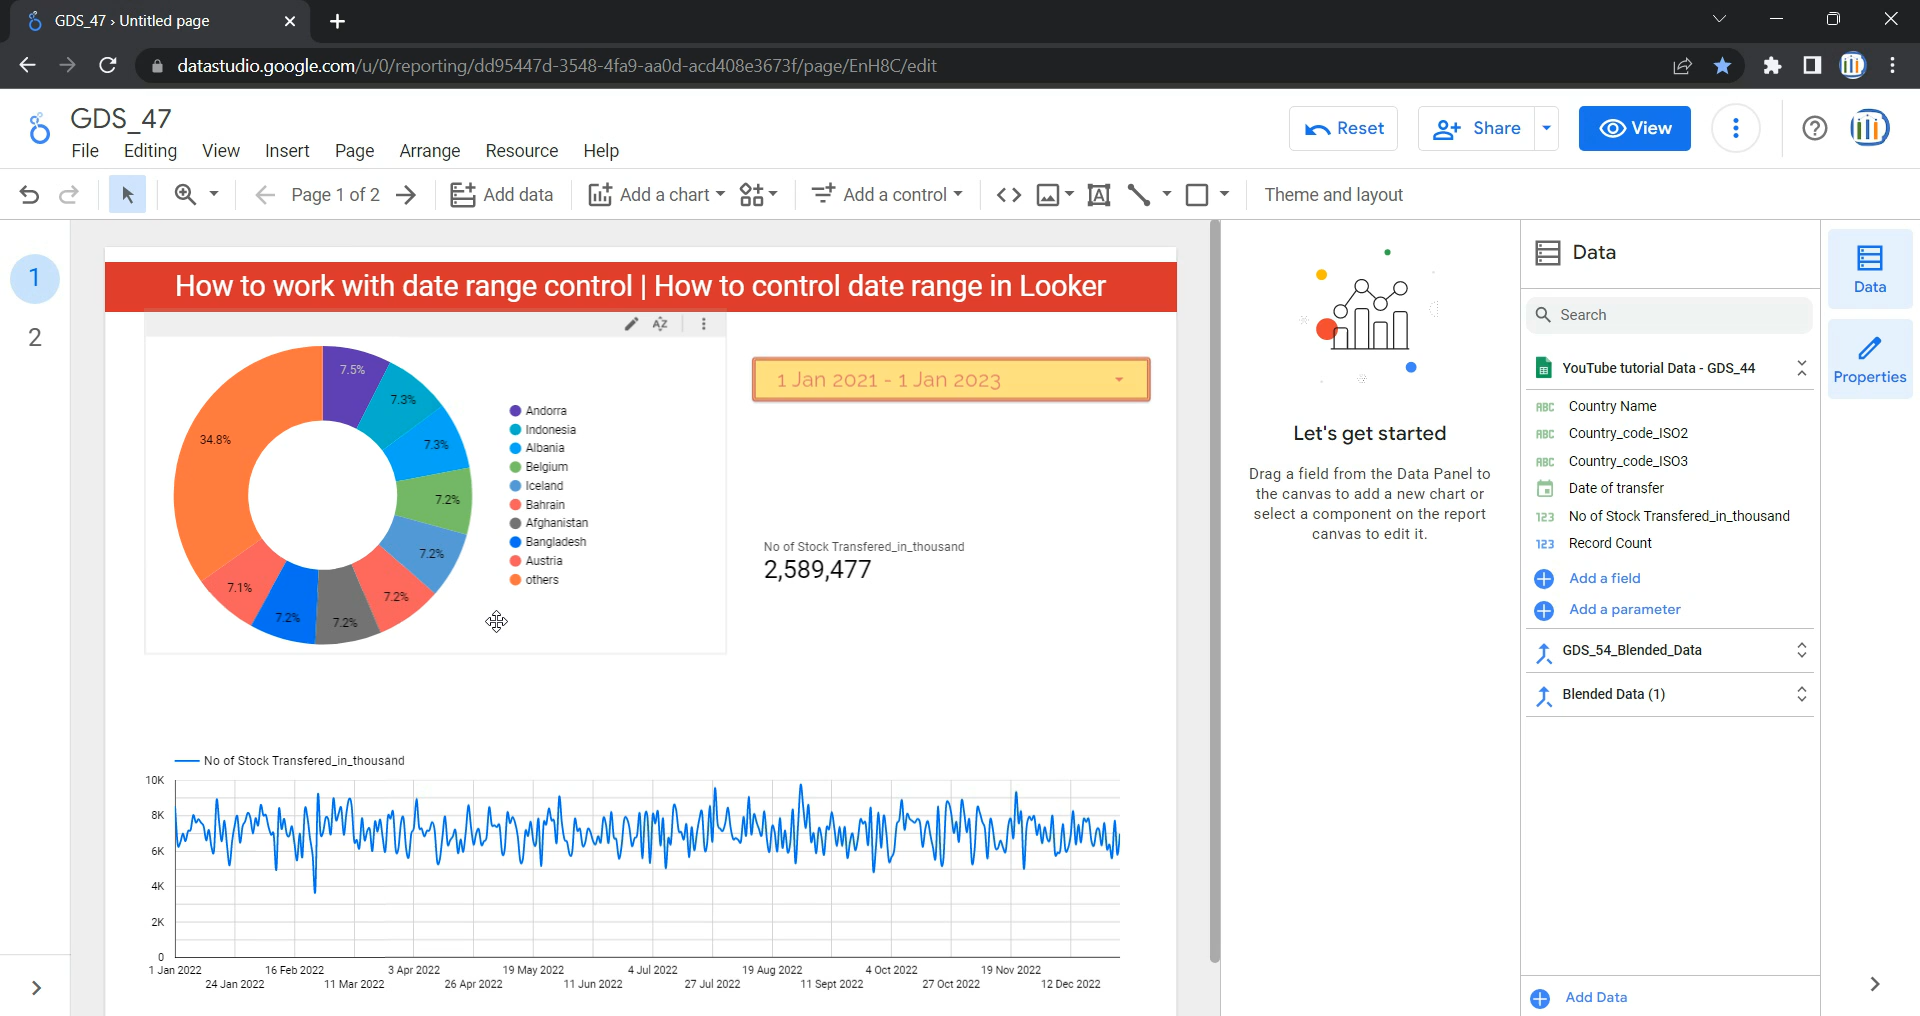 GDS_47 › Untitled page
datastudio.google.com/u/0/reporting/dd95447d-3548-4fa9-aa0d-acd408e3673f/page/EnH8C/edit
GDS_47
File Editing View Insert Page Arrange Resource Help
Reset
Share
View
Page 1 of 2
Add data
Add a chart
Add a control
Theme and layout
1
2
How to work with date range control | How to control date range in Looker
1 Jan 2021 - 1 Jan 2023
7.5%
7.3%
7.3%
7.2%
7.2%
7.2%
7.2%
7.2%
7.1%
34.8%
Andorra
Indonesia
Albania
Belgium
Iceland
Bahrain
Afghanistan
Bangladesh
Austria
others
No of Stock Transfered_in_thousand
2,589,477
No of Stock Transfered_in_thousand
10K
8K
6K
4K
2K
0
1 Jan 2022 16 Feb 2022 3 Apr 2022 19 May 2022 4 Jul 2022 19 Aug 2022 4 Oct 2022 19 Nov 2022
24 Jan 2022 11 Mar 2022 26 Apr 2022 11 Jun 2022 27 Jul 2022 11 Sept 2022 27 Oct 2022 12 Dec 2022
Let's get started
Drag a field from the Data Panel to
the canvas to add a new chart or
select a component on the report
canvas to edit it.
Data
Search
YouTube tutorial Data - GDS_44
ABC Country Name
ABC Country_code_ISO2
ABC Country_code_ISO3
Date of transfer
123 No of Stock Transfered_in_thousand
123 Record Count
Add a field
Add a parameter
GDS_54_Blended_Data
Blended Data (1)
Add Data
Data
Properties